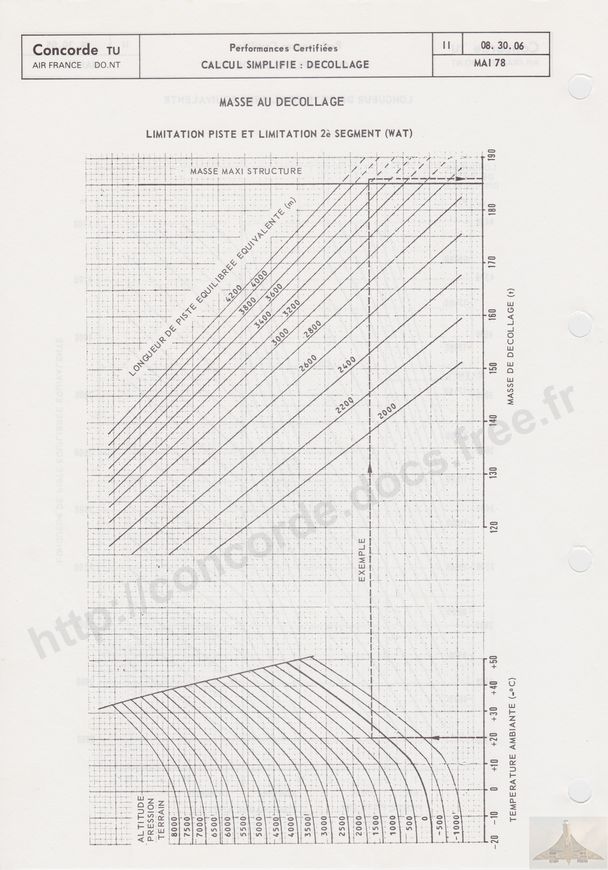 Concorde TU
AIR FRANCE DO.NT
Performances Certifiées
CALCUL SIMPLIFIE : DECOLLAGE
II
08. 30. 06
MAI 78
MASSE AU DECOLLAGE
LIMITATION PISTE ET LIMITATION 2è SEGMENT (WAT)
MASSE MAXI STRUCTURE
LONGUEUR DE PISTE EQUILIBREE EQUIVALENTE (m)
4200
4000
3800
3600
3400
3200
3000
2800
2600
2400
2200
2000
190
180
170
160
150
140
130
120
MASSE DE DECOLLAGE (t)
EXEMPLE
+50
+40
+30
+20
+10
0
-10
-20
TEMPERATURE AMBIANTE (=°C)
ALTITUDE
PRESSION
TERRAIN
8000
7500
7000
6500
6000
5500
5000
4500
4000
3500
3000
2500
2000
1500
1000
500
0
-500
-1000'
http://concorde.docs.free.fr